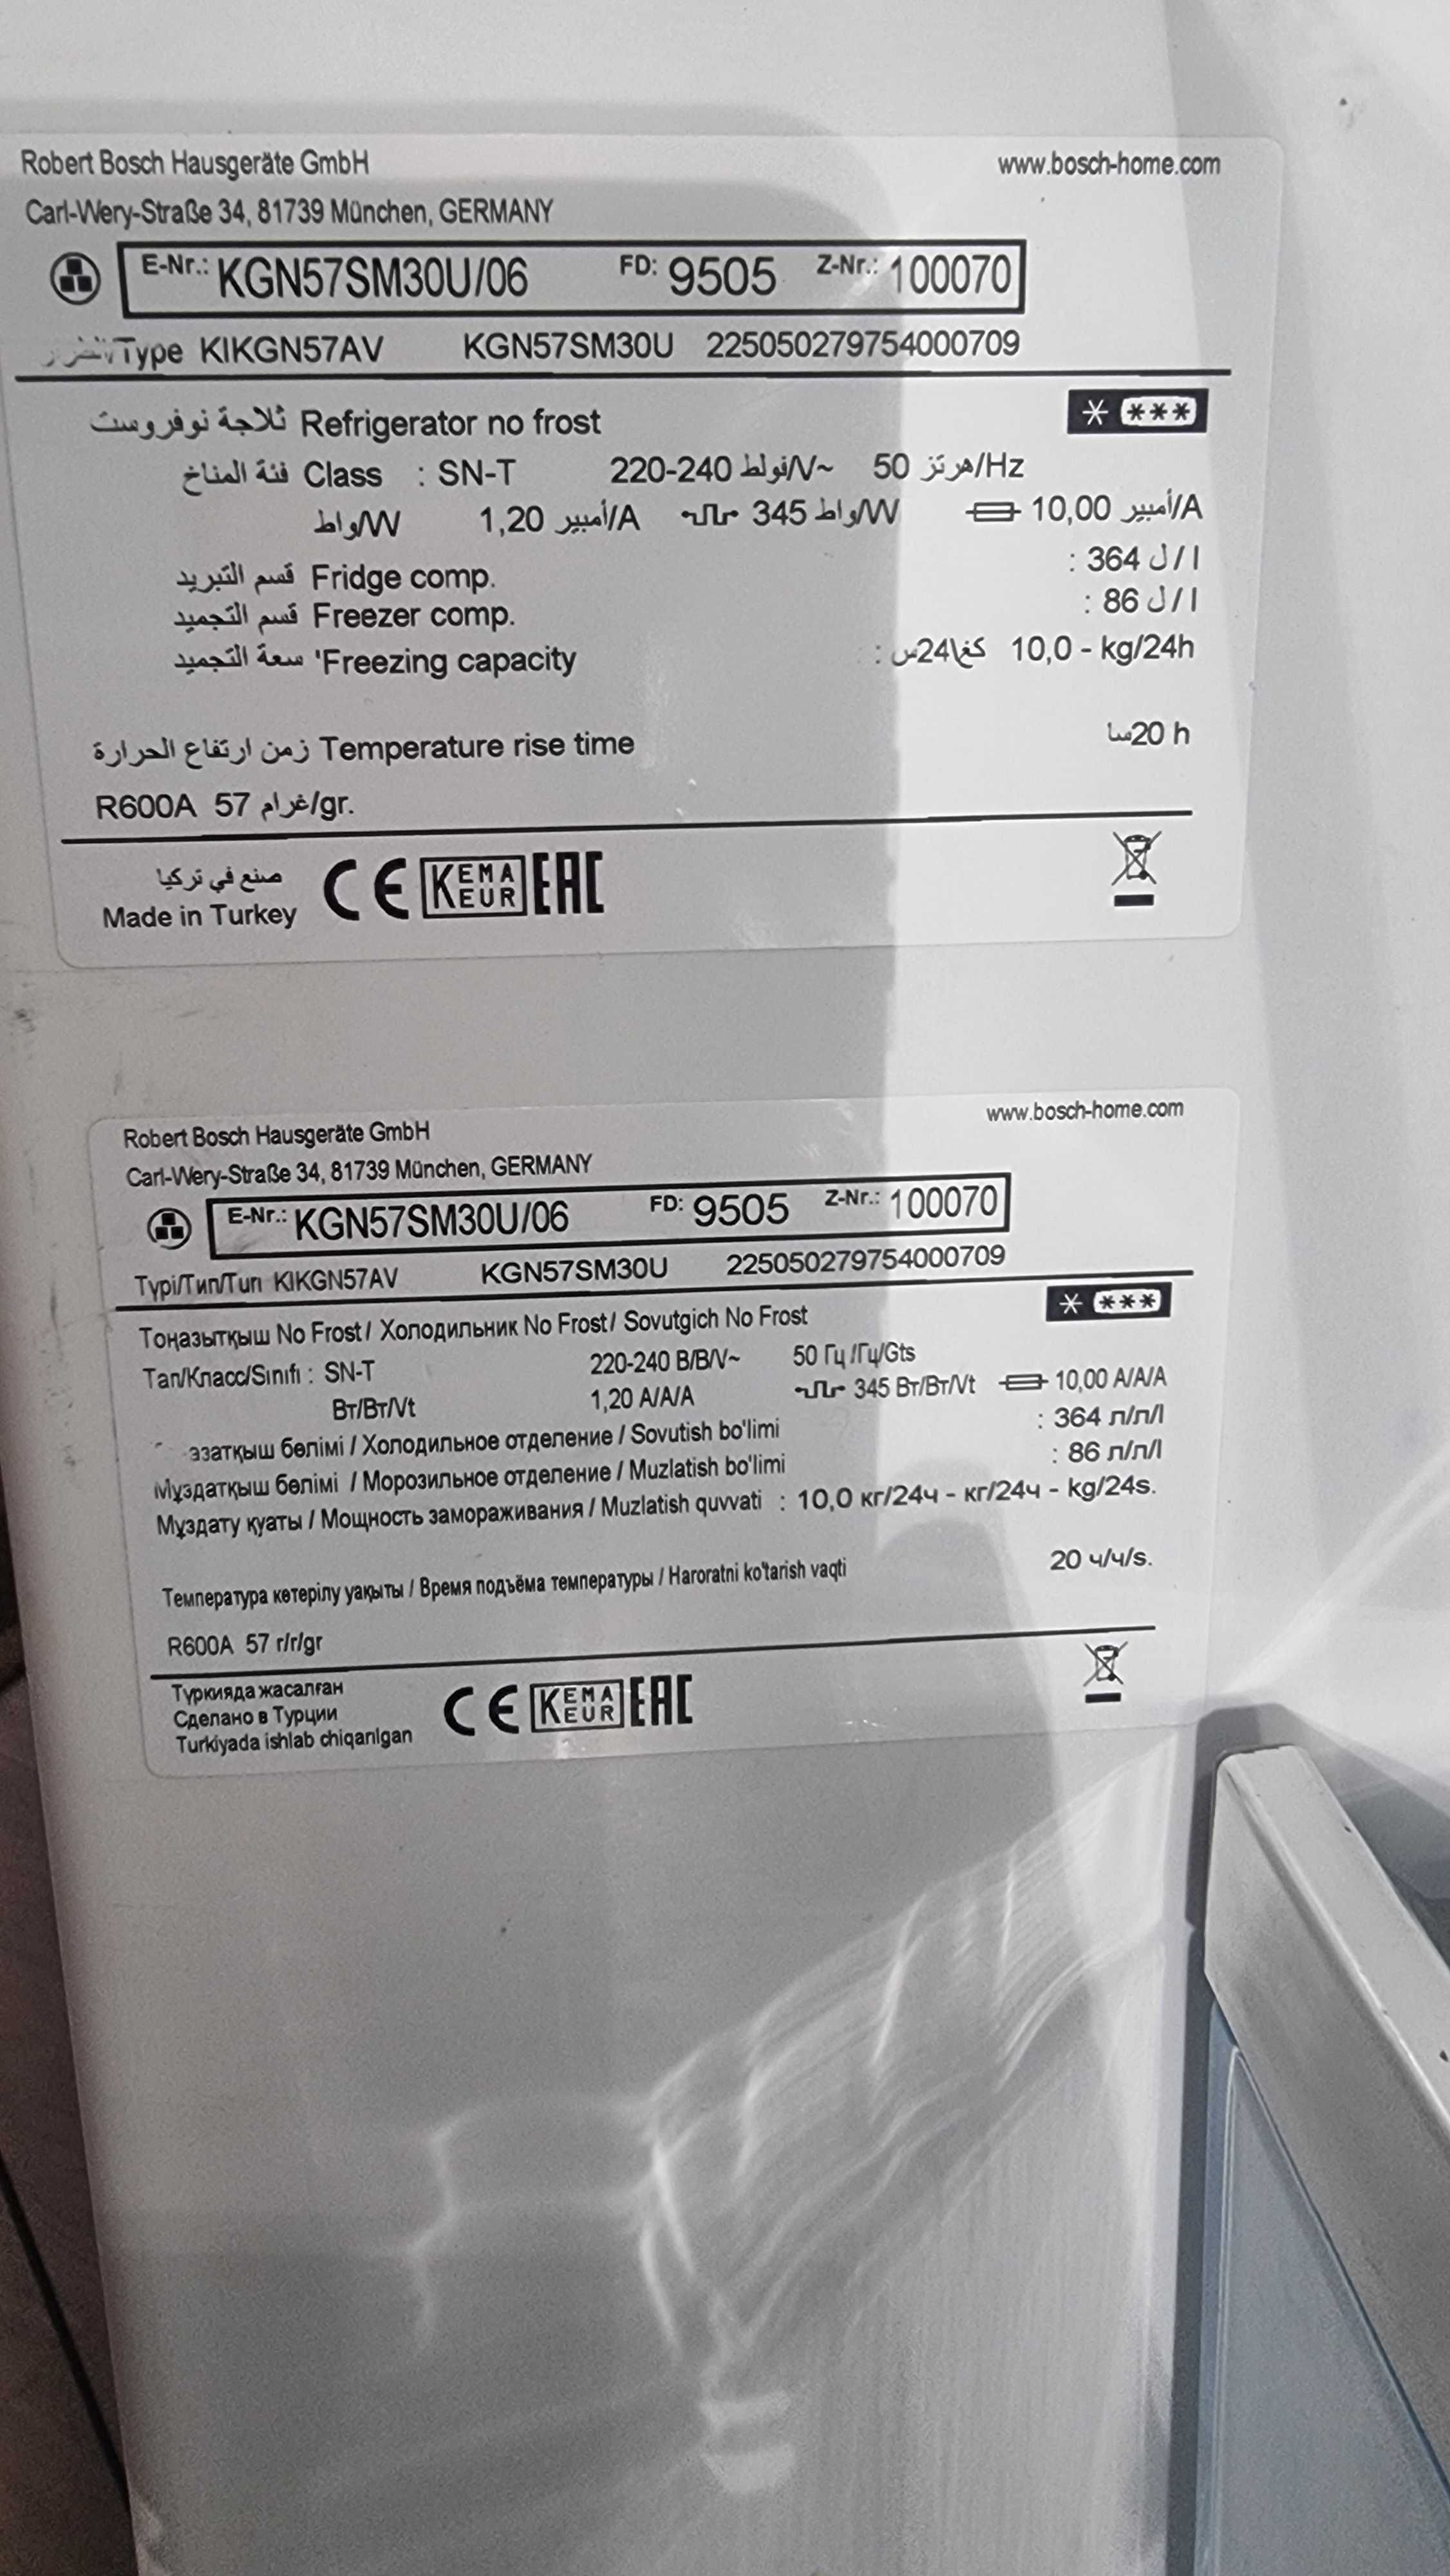 Robert Bosch Hausgeräte GmbH www.bosch-home.com
Carl-Wery-Straße 34, 81739 München, GERMANY
E-Nr.: KGN57SM30U/06 FD: 9505 Z-Nr.: 100070
/Type KIKGN57AV KGN57SM30U 225050279754000709
ثلاجة نوفروست Refrigerator no frost
فئة المناخ Class : SN-T 220-240 فولط/V~ 50 هرتز/Hz
واط/W 1,20 أمبير/A 345 واط/W 10,00 أمبير/A
قسم التبريد Fridge comp. : 364 ل/l
قسم التجميد Freezer comp. : 86 ل/l
سعة التجميد 'Freezing capacity : كغ\24س 10,0 - kg/24h
زمن ارتفاع الحرارة Temperature rise time 20سا h
R600A 57 غرام/gr.
صنع في تركيا
Made in Turkey CE KEMA KEUR EAC
Robert Bosch Hausgeräte GmbH www.bosch-home.com
Carl-Wery-Straße 34, 81739 München, GERMANY
E-Nr.: KGN57SM30U/06 FD: 9505 Z-Nr.: 100070
Typi/Тип/Turı KIKGN57AV KGN57SM30U 225050279754000709
Тоңазытқыш No Frost / Холодильник No Frost / Sovutgich No Frost
Тап/Класс/Sınıfı : SN-T 220-240 В/В/V~ 50 Гц /Гц/Gts
Вт/Вт/Vt 1,20 А/А/А 345 Вт/Вт/Vt 10,00 А/А/А
бөлімі / Холодильное отделение / Sovutish bo'limi : 364 л/л/l
Мұздатқыш бөлімі / Морозильное отделение / Muzlatish bo'limi : 86 л/л/l
Мұздату қуаты / Мощность замораживания / Muzlatish quvvati : 10,0 кг/24ч - кг/24ч - kg/24s.
Температура көтерілу уақыты / Время подъёма температуры / Haroratni ko'tarish vaqti 20 ч/ч/s.
R600A 57 г/г/gr
Түркияда жасалған
Сделано в Турции
Turkiyada ishlab chiqarılgan CE KEMA KEUR EAC